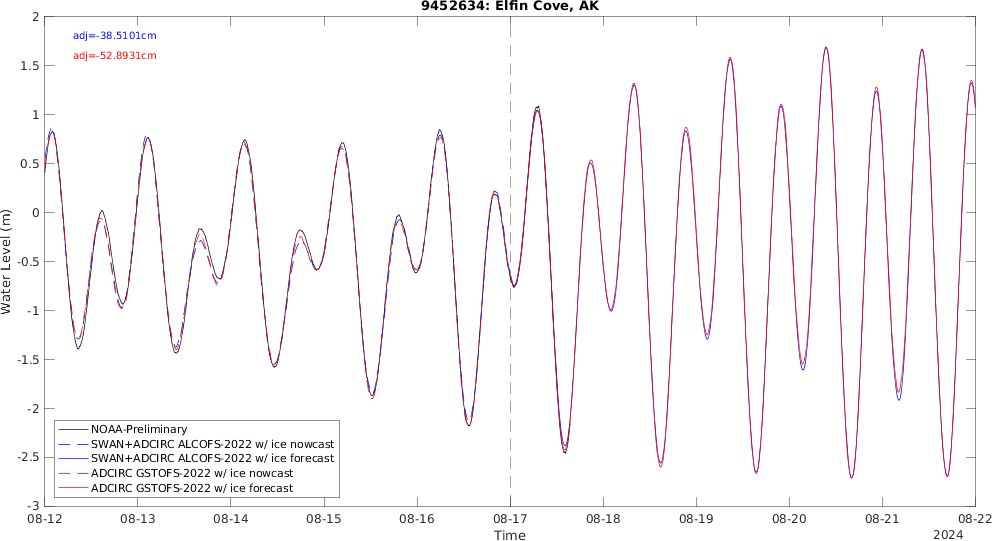 9452634: Elfin Cove, AK
adj=-38.5101cm
adj=-52.8931cm
Water Level (m)
2
1.5
1
0.5
0
-0.5
-1
-1.5
-2
-2.5
-3
NOAA-Preliminary
SWAN+ADCIRC ALCOFS-2022 w/ ice nowcast
SWAN+ADCIRC ALCOFS-2022 w/ ice forecast
ADCIRC GSTOFS-2022 w/ ice nowcast
ADCIRC GSTOFS-2022 w/ ice forecast
08-12 08-13 08-14 08-15 08-16 08-17 08-18 08-19 08-20 08-21 08-22
Time
2024